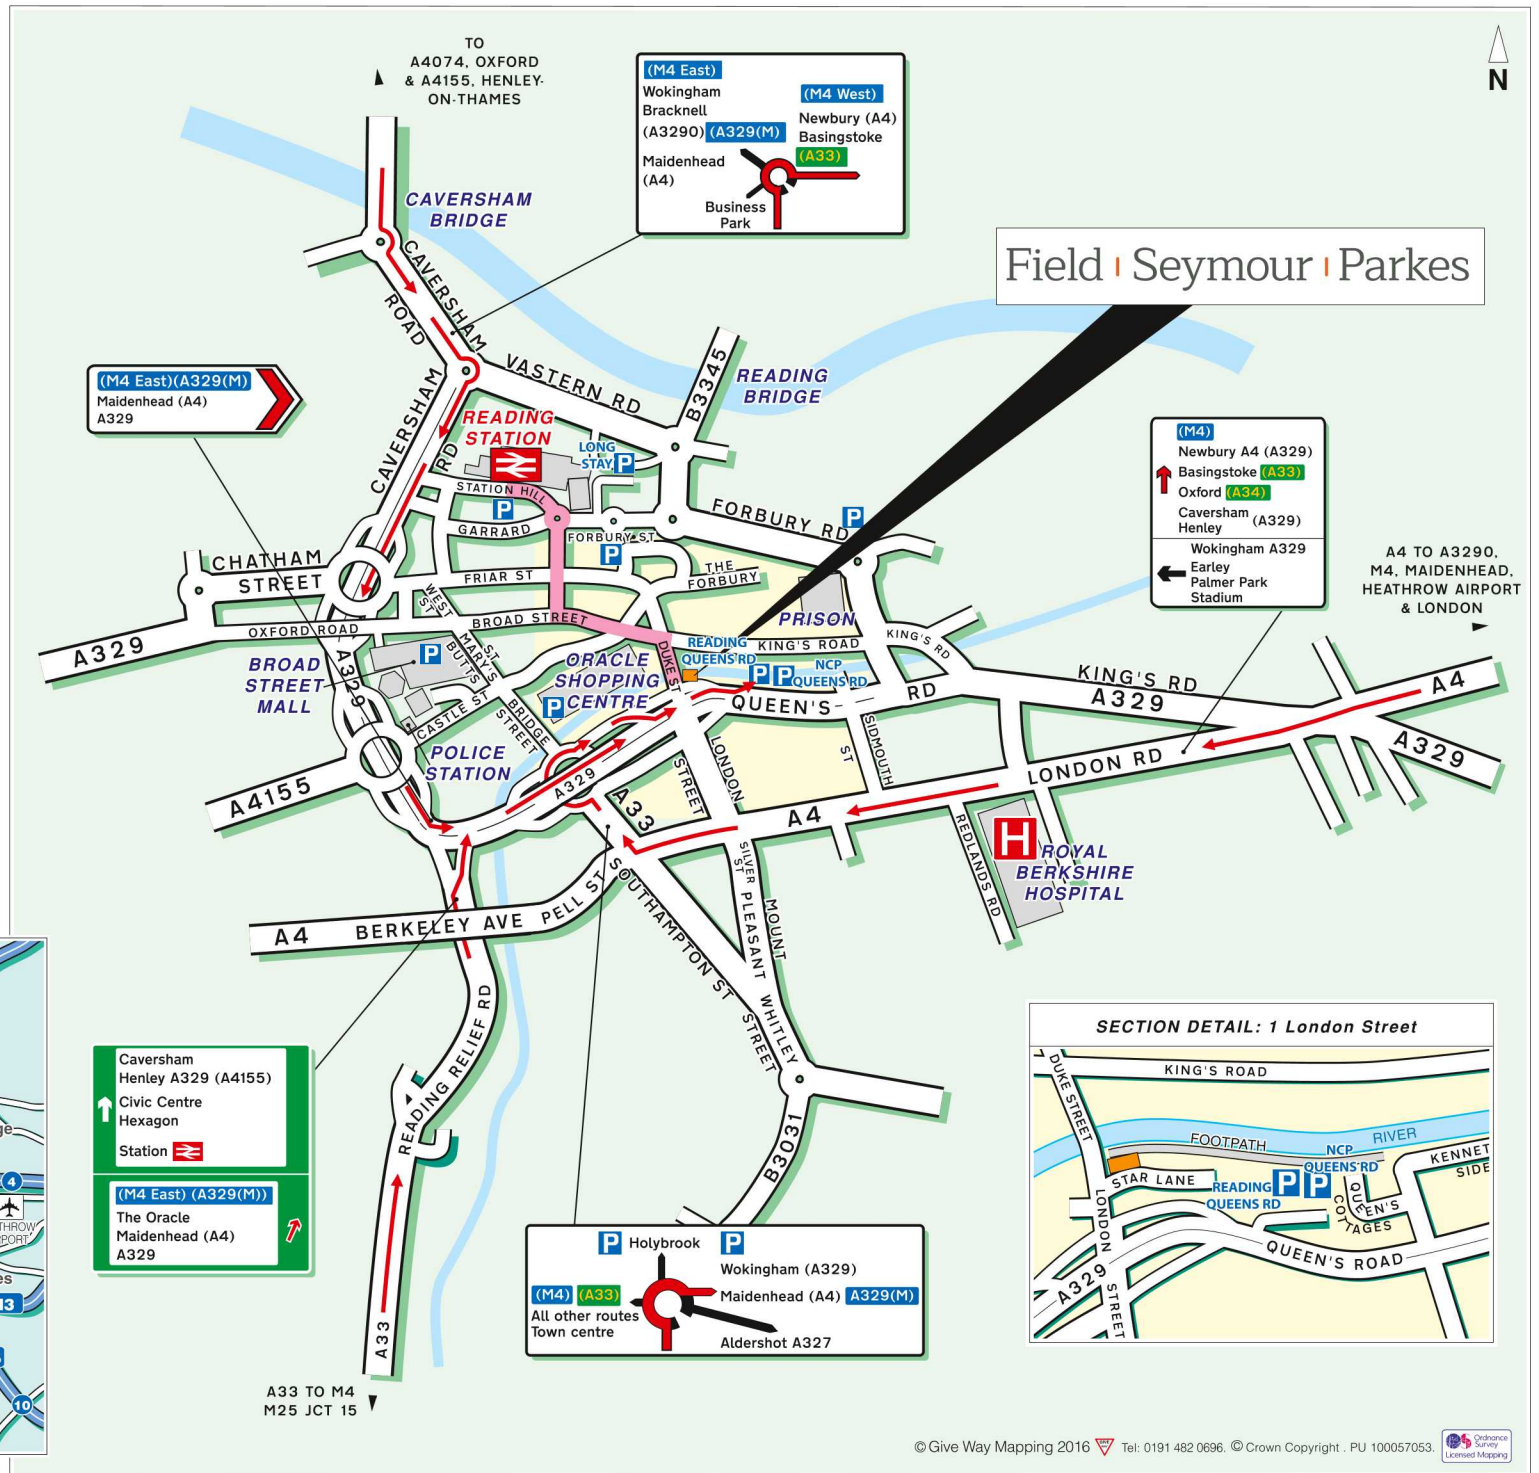 TO
A4074, OXFORD
& A4155, HENLEY-
ON-THAMES
N
(M4 East)
Wokingham
Bracknell
(A3290) (A329(M)
Maidenhead
(A4)
(M4 West)
Newbury (A4)
Basingstoke
(A33)
Business
Park
CAVERSHAM
BRIDGE
Field | Seymour | Parkes
CAVERSHAM
ROAD
VASTERN RD
B3345
READING
BRIDGE
(M4 East)(A329(M)
Maidenhead (A4)
A329
CAVERSHAM
RD
READING
STATION
LONG
STAY P
STATION HILL
P
GARRARD
FORBURY ST
P
FORBURY RD
P
(M4)
Newbury A4 (A329)
Basingstoke (A33)
Oxford (A34)
Caversham
Henley (A329)
Wokingham A329
Earley
Palmer Park
Stadium
A4 TO A3290,
M4, MAIDENHEAD,
HEATHROW AIRPORT
& LONDON
CHATHAM
STREET
FRIAR ST
THE
FORBURY
WEST
ST
PRISON
OXFORD ROAD
BROAD STREET
A329
KING'S ROAD
KING'S
RD
BROAD
STREET
MALL
A329
P
ST
MARY'S
BUTTS
ORACLE
SHOPPING
CENTRE
P
DUKE ST
READING
QUEENS RD
P P
NCP
QUEENS RD
QUEEN'S
RD
KING'S RD
A329
A4
A329
CASTLE ST
BRIDGE
STREET
POLICE
STATION
A4155
A329
A33
LONDON
STREET
SIDMOUTH
ST
LONDON RD
A4
H
ROYAL
BERKSHIRE
HOSPITAL
REDLANDS RD
SILVER
ST
MOUNT
PLEASANT
SOUTHAMPTON ST
PELL ST
A4
BERKELEY AVE
WHITLEY
STREET
B3031
READING RELIEF RD
A33
Caversham
Henley A329 (A4155)
Civic Centre
Hexagon
Station
(M4 East) (A329(M))
The Oracle
Maidenhead (A4)
A329
A33 TO M4
M25 JCT 15
P Holybrook
P
Wokingham (A329)
(M4) (A33)
Maidenhead (A4) A329(M)
All other routes
Town centre
Aldershot A327
SECTION DETAIL: 1 London Street
DUKE STREET
KING'S ROAD
FOOTPATH
RIVER
KENNET
SIDE
NCP
QUEENS RD
STAR LANE
READING
QUEENS RD
P P
QUEEN'S
COTTAGES
LONDON
STREET
A329
QUEEN'S ROAD
4
THROW
PORT
es
13
10
© Give Way Mapping 2016
Tel: 0191 482 0696. © Crown Copyright . PU 100057053.
Ordnance
Survey
Licensed Mapping